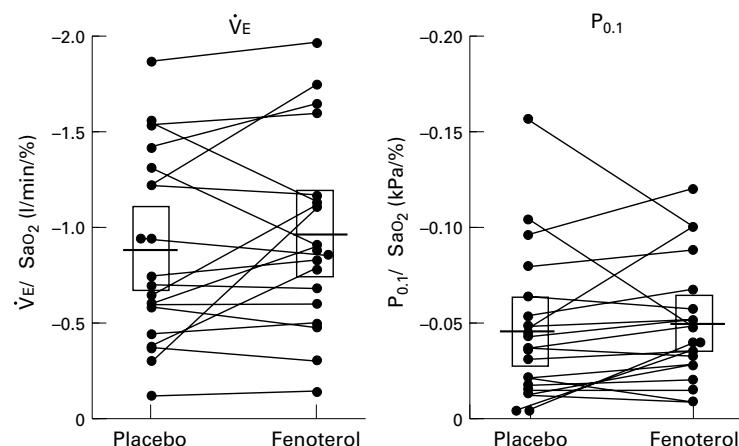 V̇E
–2.0
–1.5
–1.0
–0.5
0
V̇E/ SaO2 (l/min/%)
Placebo
Fenoterol
P0.1
–0.20
–0.15
–0.10
–0.05
0
P0.1/ SaO2 (kPa/%)
Placebo
Fenoterol